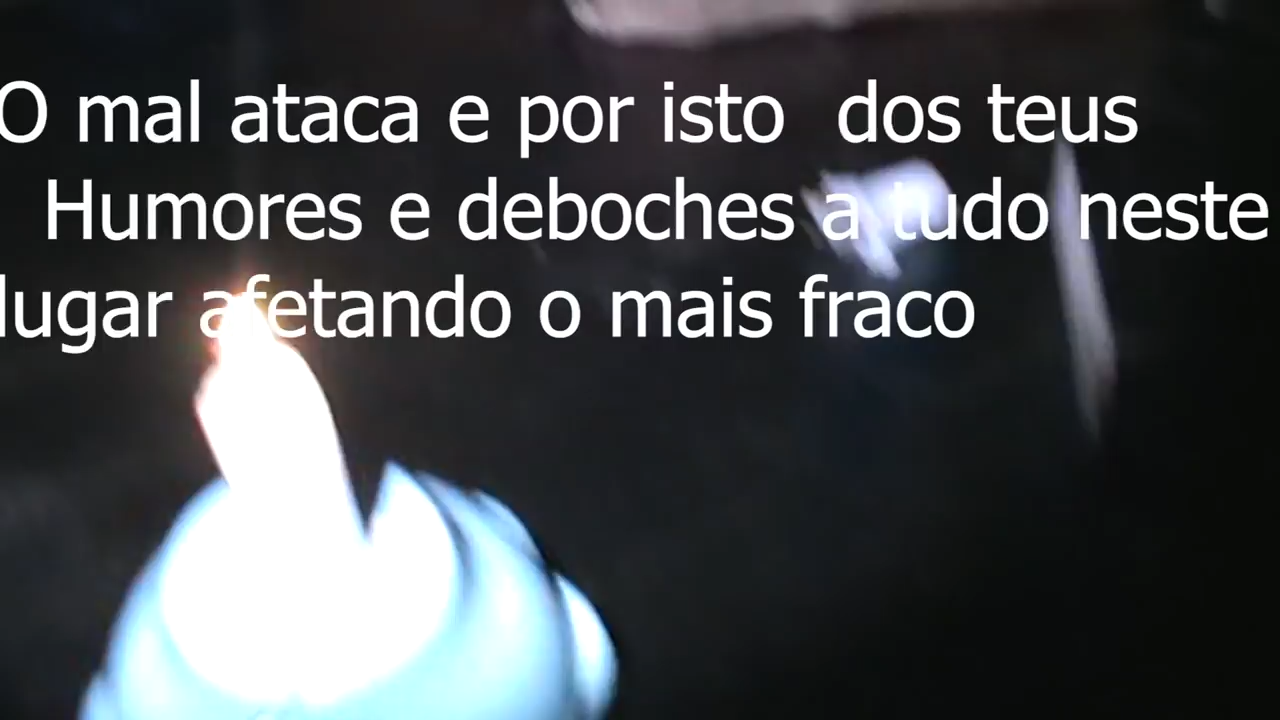 O mal ataca e por isto dos teus
Humores e deboches a tudo neste
lugar afetando o mais fraco